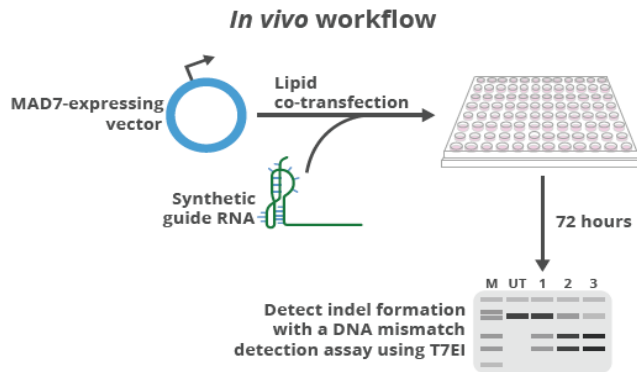 In vivo workflow
MAD7-expressing
vector
Lipid
co-transfection
Synthetic
guide RNA
72 hours
M UT 1 2 3
Detect indel formation
with a DNA mismatch
detection assay using T7EI